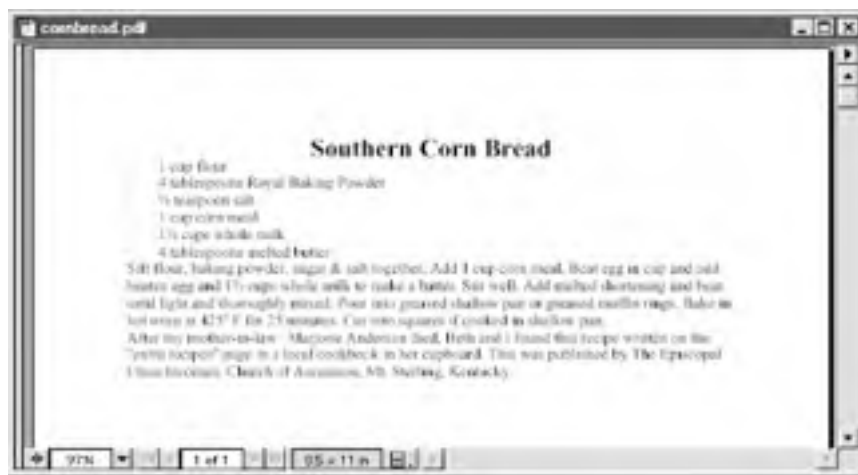 cornbread.pdf
Southern Corn Bread
1 cup flour
4 tablespoons Royal Baking Powder
½ teaspoon salt
1 cup corn meal
1½ cups whole milk
4 tablespoons melted butter
Sift flour, baking powder, sugar & salt together. Add 1 cup corn meal. Beat egg in cup and add
beaten egg and 1½ cups whole milk to make a batter. Stir well. Add melted shortening and beat
until light and thoroughly mixed. Pour into greased shallow pan or greased muffin rings. Bake in
hot oven at 425° F for 25 minutes. Cut into squares if cooked in shallow pan.
After my mother-in-law Marjorie Anderson died, Beth and I found this recipe written on the
"extra recipes" page in a local cookbook in her cupboard. This was published by The Episcopal
Church of Ascension, Mt. Sterling, Kentucky.
97% 1 of 1 8.5 x 11 in